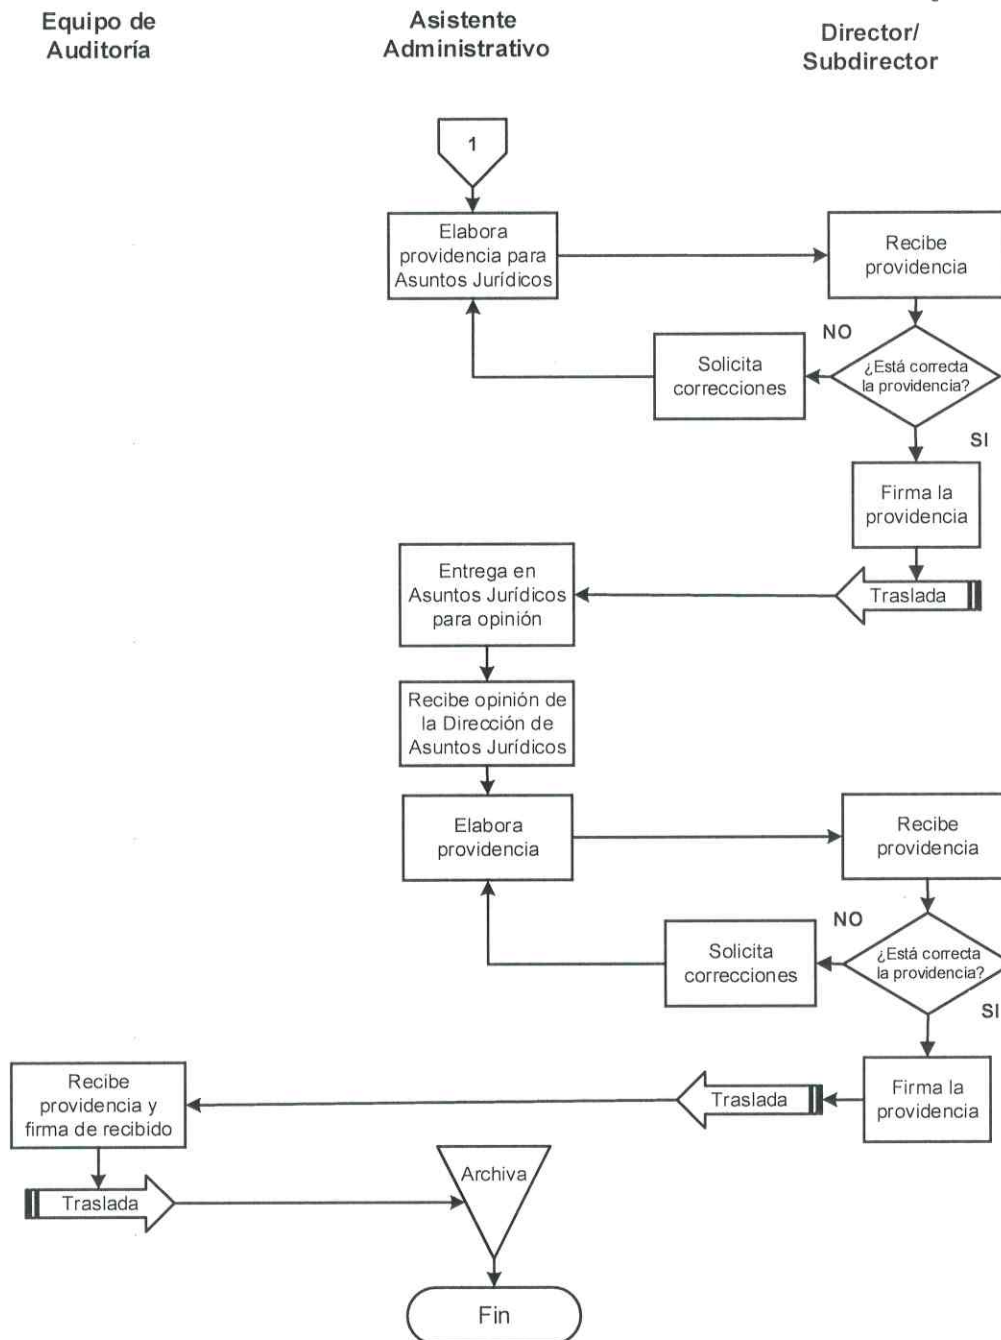 Equipo de
Auditoría
Asistente
Administrativo
Director/
Subdirector
1
Elabora
providencia para
Asuntos Jurídicos
Recibe
providencia
NO
Solicita
correcciones
¿Está correcta
la providencia?
SI
Firma la
providencia
Entrega en
Asuntos Jurídicos
para opinión
Traslada
Recibe opinión de
la Dirección de
Asuntos Jurídicos
Elabora
providencia
Recibe
providencia
NO
Solicita
correcciones
¿Está correcta
la providencia?
SI
Recibe
providencia y
firma de recibido
Traslada
Firma la
providencia
Traslada
Archiva
Fin